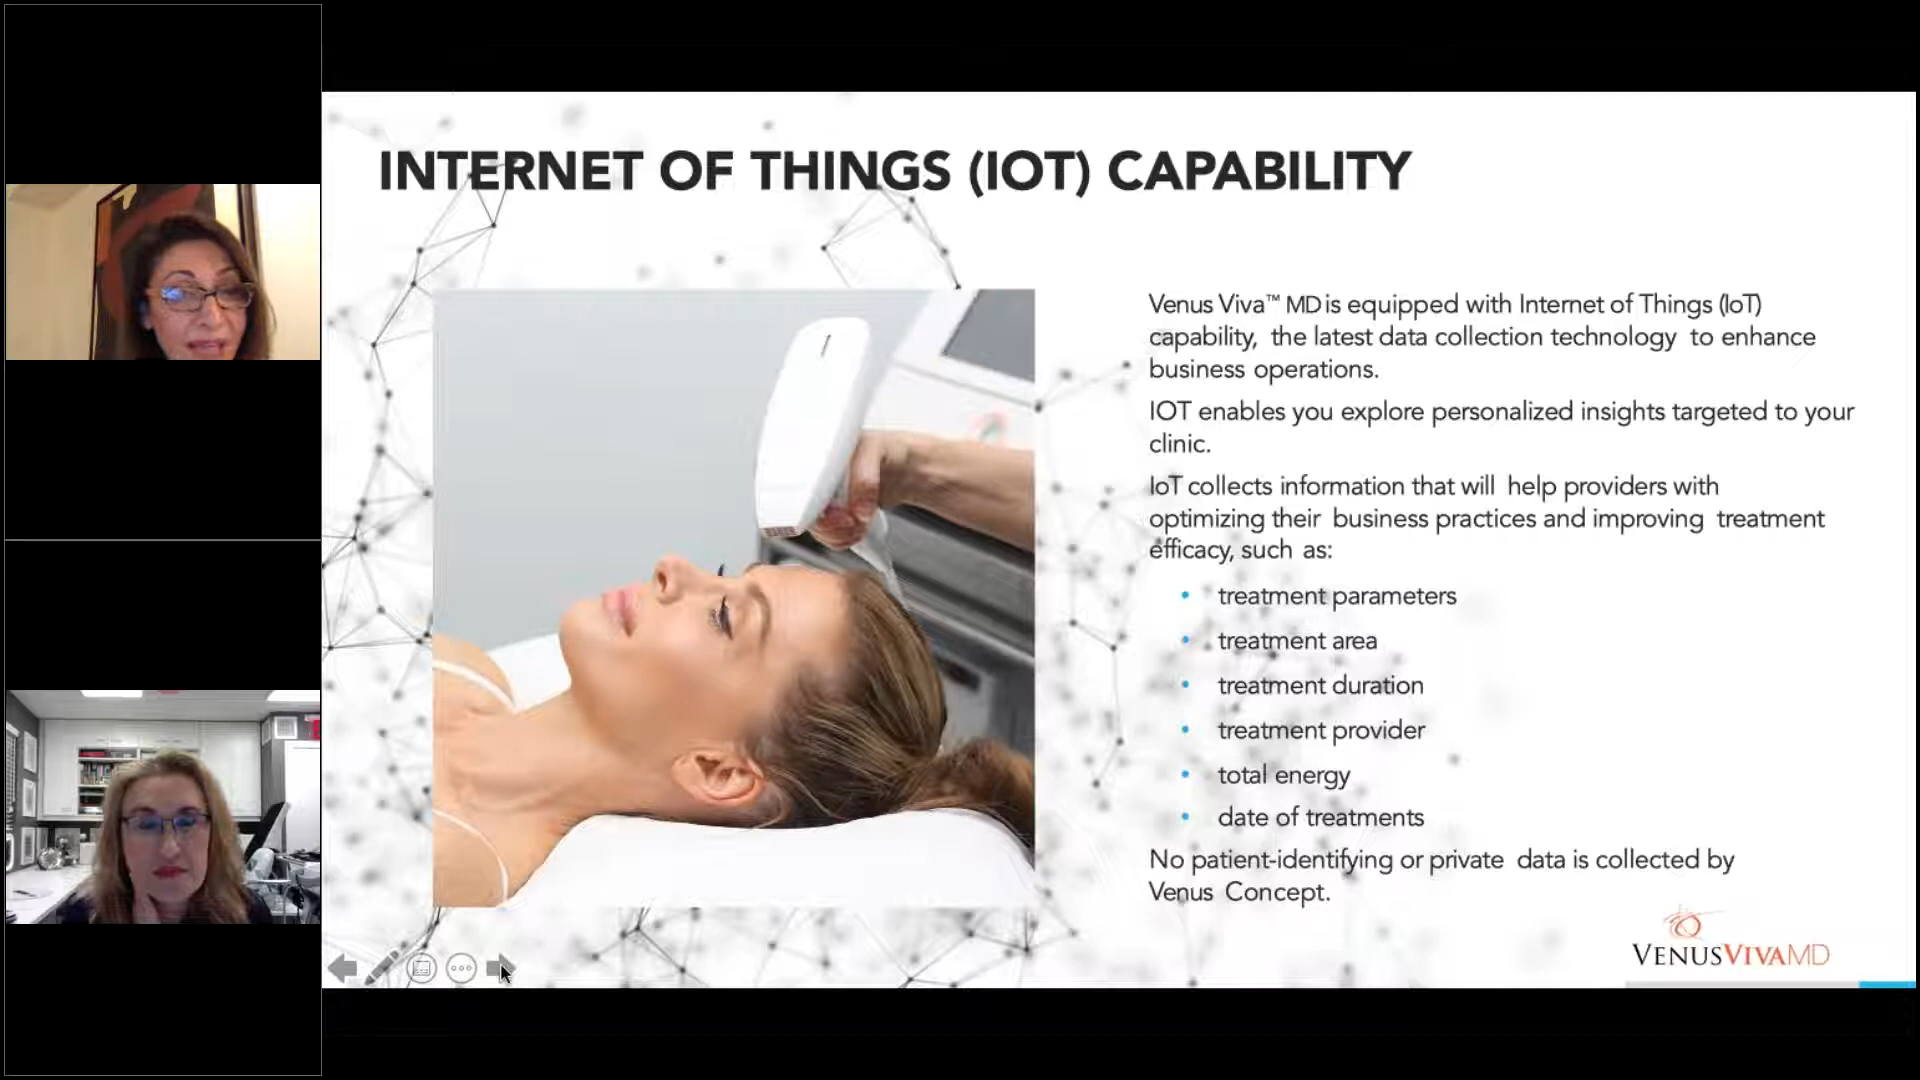 INTERNET OF THINGS (IOT) CAPABILITY
Venus Viva™ MD is equipped with Internet of Things (IoT)
capability, the latest data collection technology to enhance
business operations.
IOT enables you explore personalized insights targeted to your
clinic.
IoT collects information that will help providers with
optimizing their business practices and improving treatment
efficacy, such as:
• treatment parameters
• treatment area
• treatment duration
• treatment provider
• total energy
• date of treatments
No patient-identifying or private data is collected by
Venus Concept.
VENUSVIVAMD